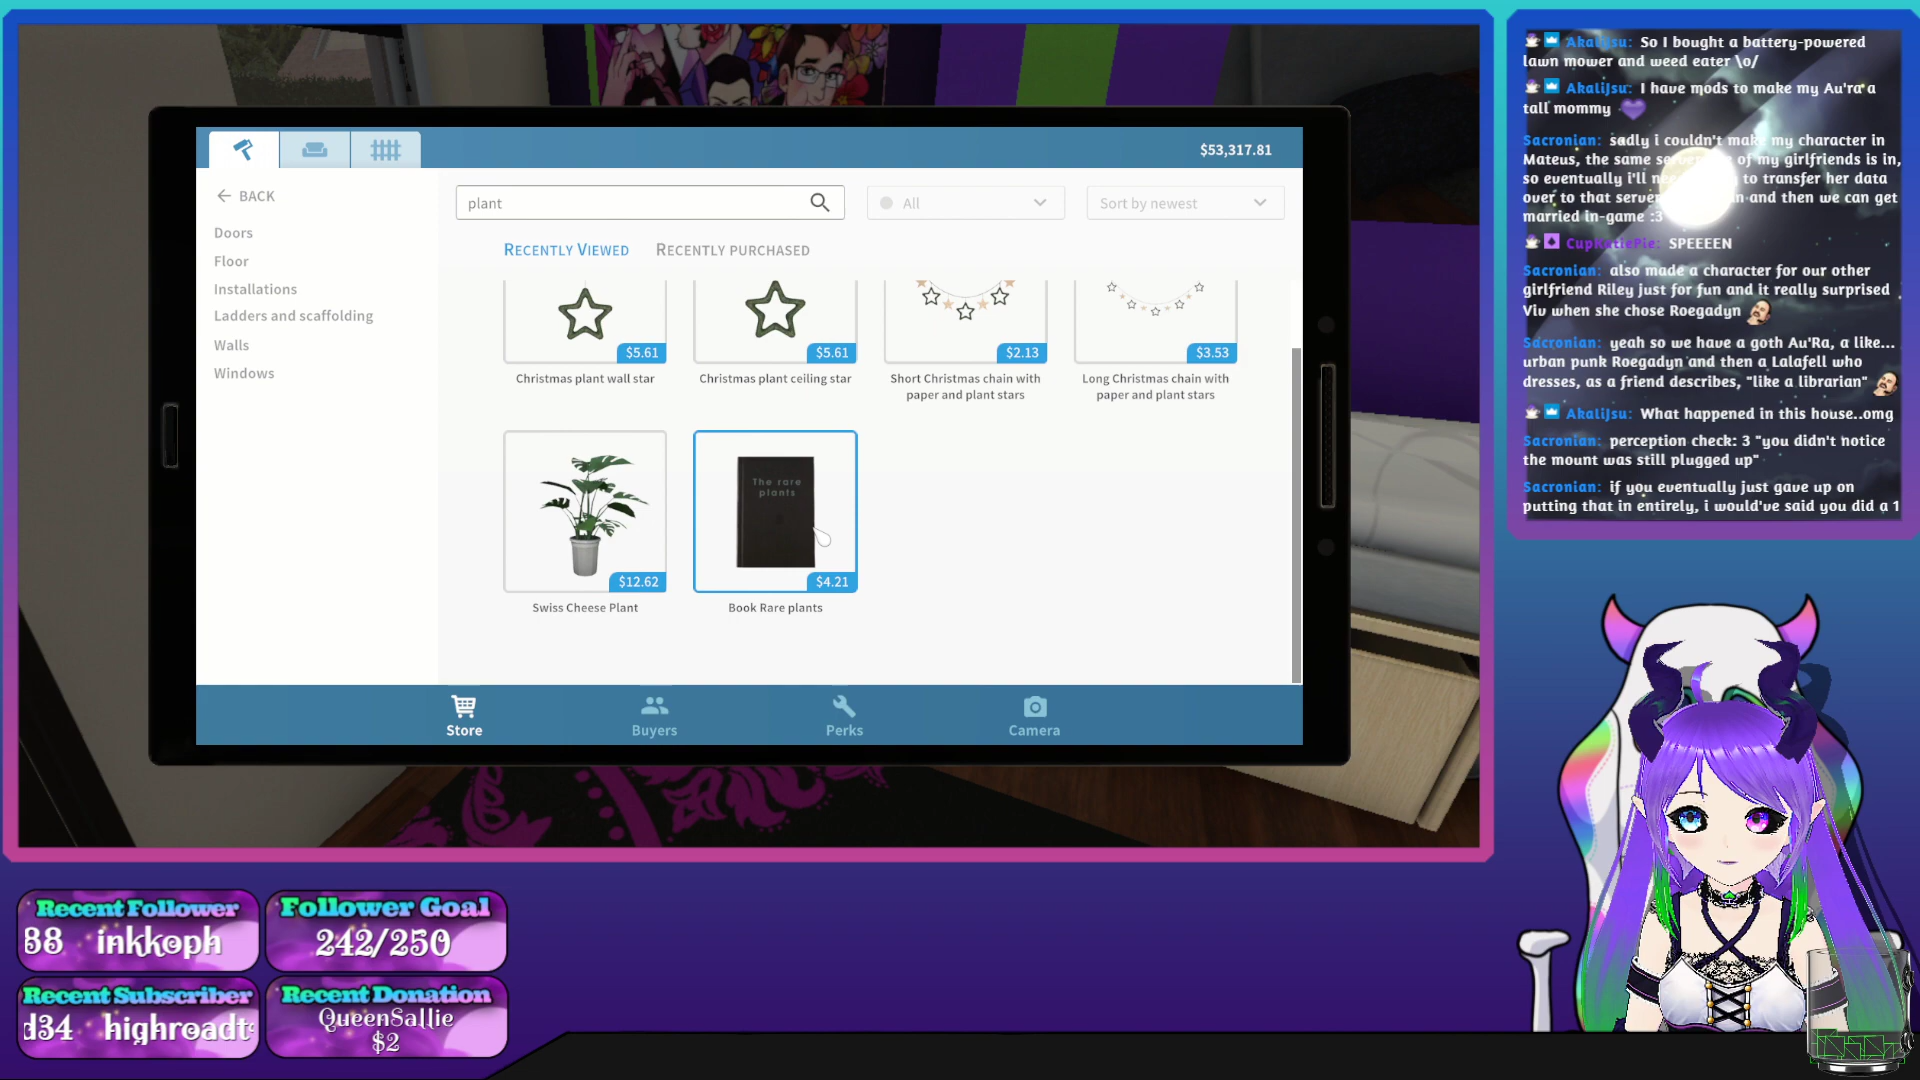 $53,317.81
BACK
plant
All
Sort by newest
Doors
Floor
Installations
Ladders and scaffolding
Walls
Windows
RECENTLY VIEWED
RECENTLY PURCHASED
$5.61
$5.61
$2.13
$3.53
Christmas plant wall star
Christmas plant ceiling star
Short Christmas chain with
paper and plant stars
Long Christmas chain with
paper and plant stars
The rare
plants
$12.62
$4.21
Swiss Cheese Plant
Book Rare plants
Store
Buyers
Perks
Camera
AkaliJsu: So I bought a battery-powered
lawn mower and weed eater \o/
AkaliJsu: I have mods to make my Au'ra a
tall mommy
Sacronian: sadly i couldn't make my character in
Mateus, the same of my girlfriends is in,
so eventually i'll to transfer her data
over to that server and then we can get
married in-game :3
CupKatiePie: SPEEEEN
Sacronian: also made a character for our other
girlfriend Riley just for fun and it really surprised
Viv when she chose Roegadyn
Sacronian: yeah so we have a goth Au'Ra, a like...
urban punk Roegadyn and then a Lalafell who
dresses, as a friend describes, "like a librarian"
AkaliJsu: What happened in this house..omg
Sacronian: perception check: 3 "you didn't notice
the mount was still plugged up"
Sacronian: if you eventually just gave up on
putting that in entirely, i would've said you did a 1
Recent Follower
88 inkkoph
Follower Goal
242/250
Recent Subscriber
d34 highroadt
Recent Donation
QueenSallie
$2